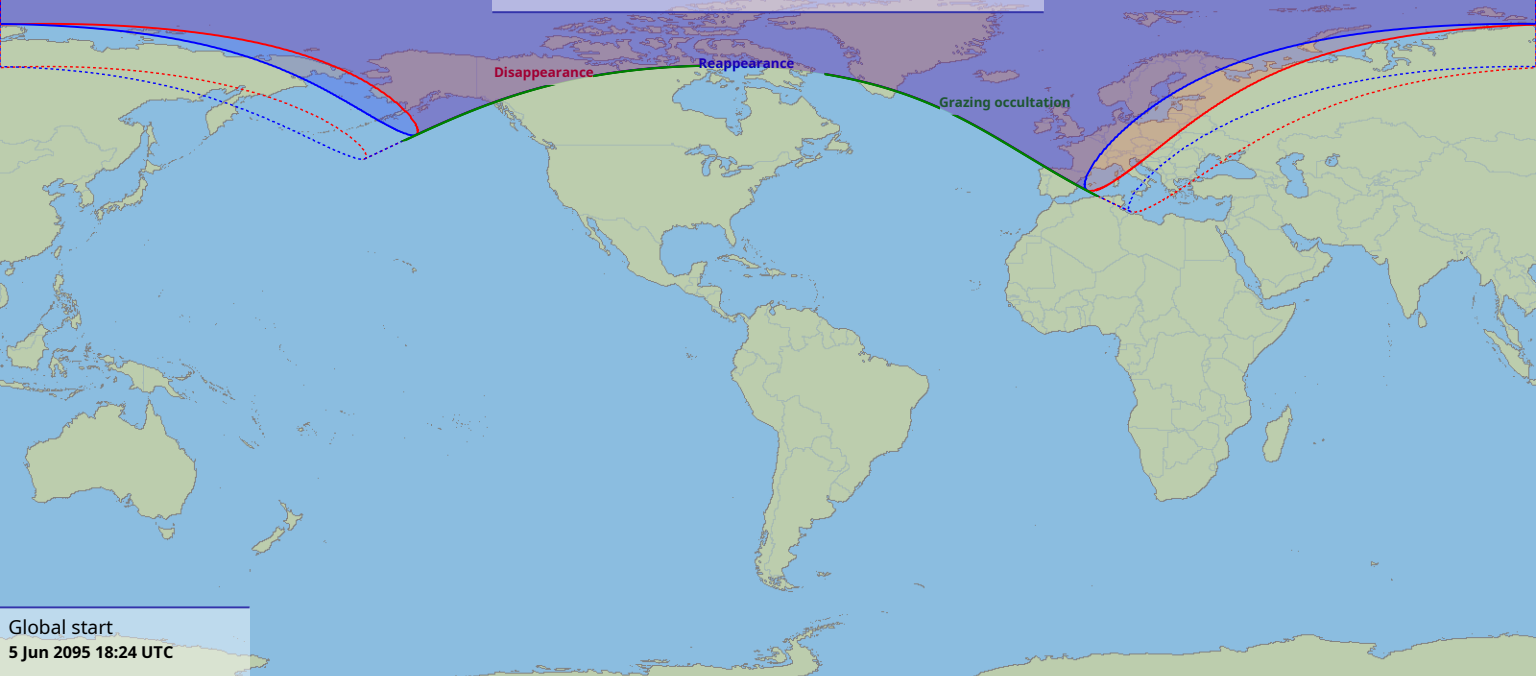 Reappearance
Disappearance
Grazing occultation
Global start
5 Jun 2095 18:24 UTC